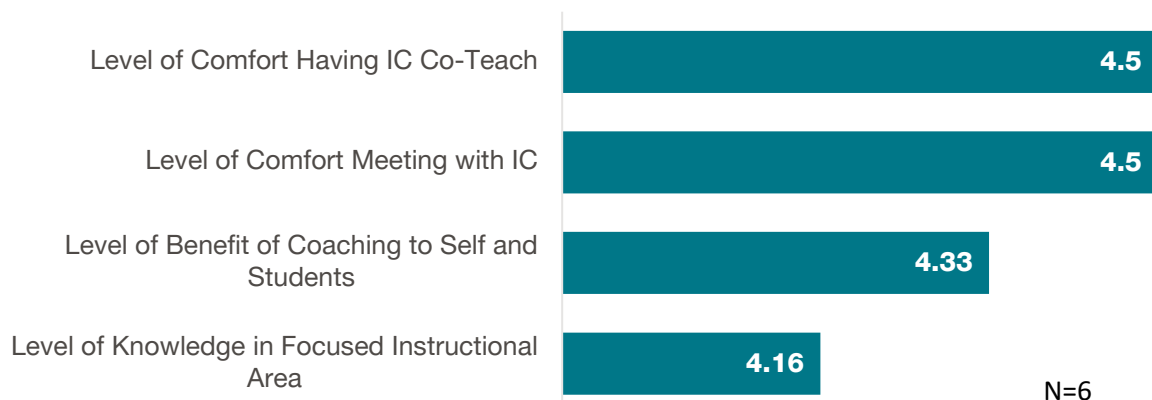 Level of Comfort Having IC Co-Teach
4.5
Level of Comfort Meeting with IC
4.5
Level of Benefit of Coaching to Self and
Students
4.33
Level of Knowledge in Focused Instructional
Area
4.16
N=6